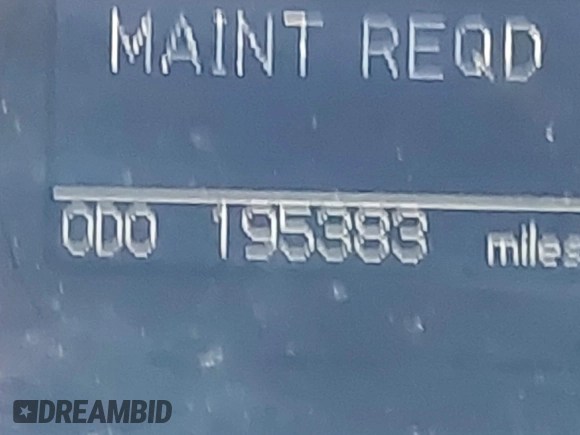 MAINT REQD
ODO 195383 miles
DREAMBID